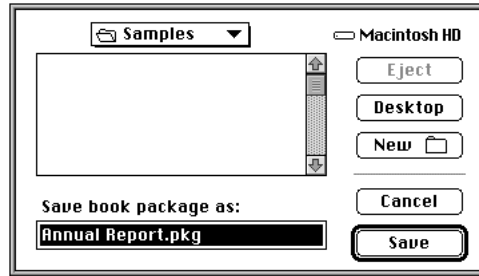 Samples
Macintosh HD
Eject
Desktop
New
Save book package as:
Cancel
Annual Report.pkg
Save